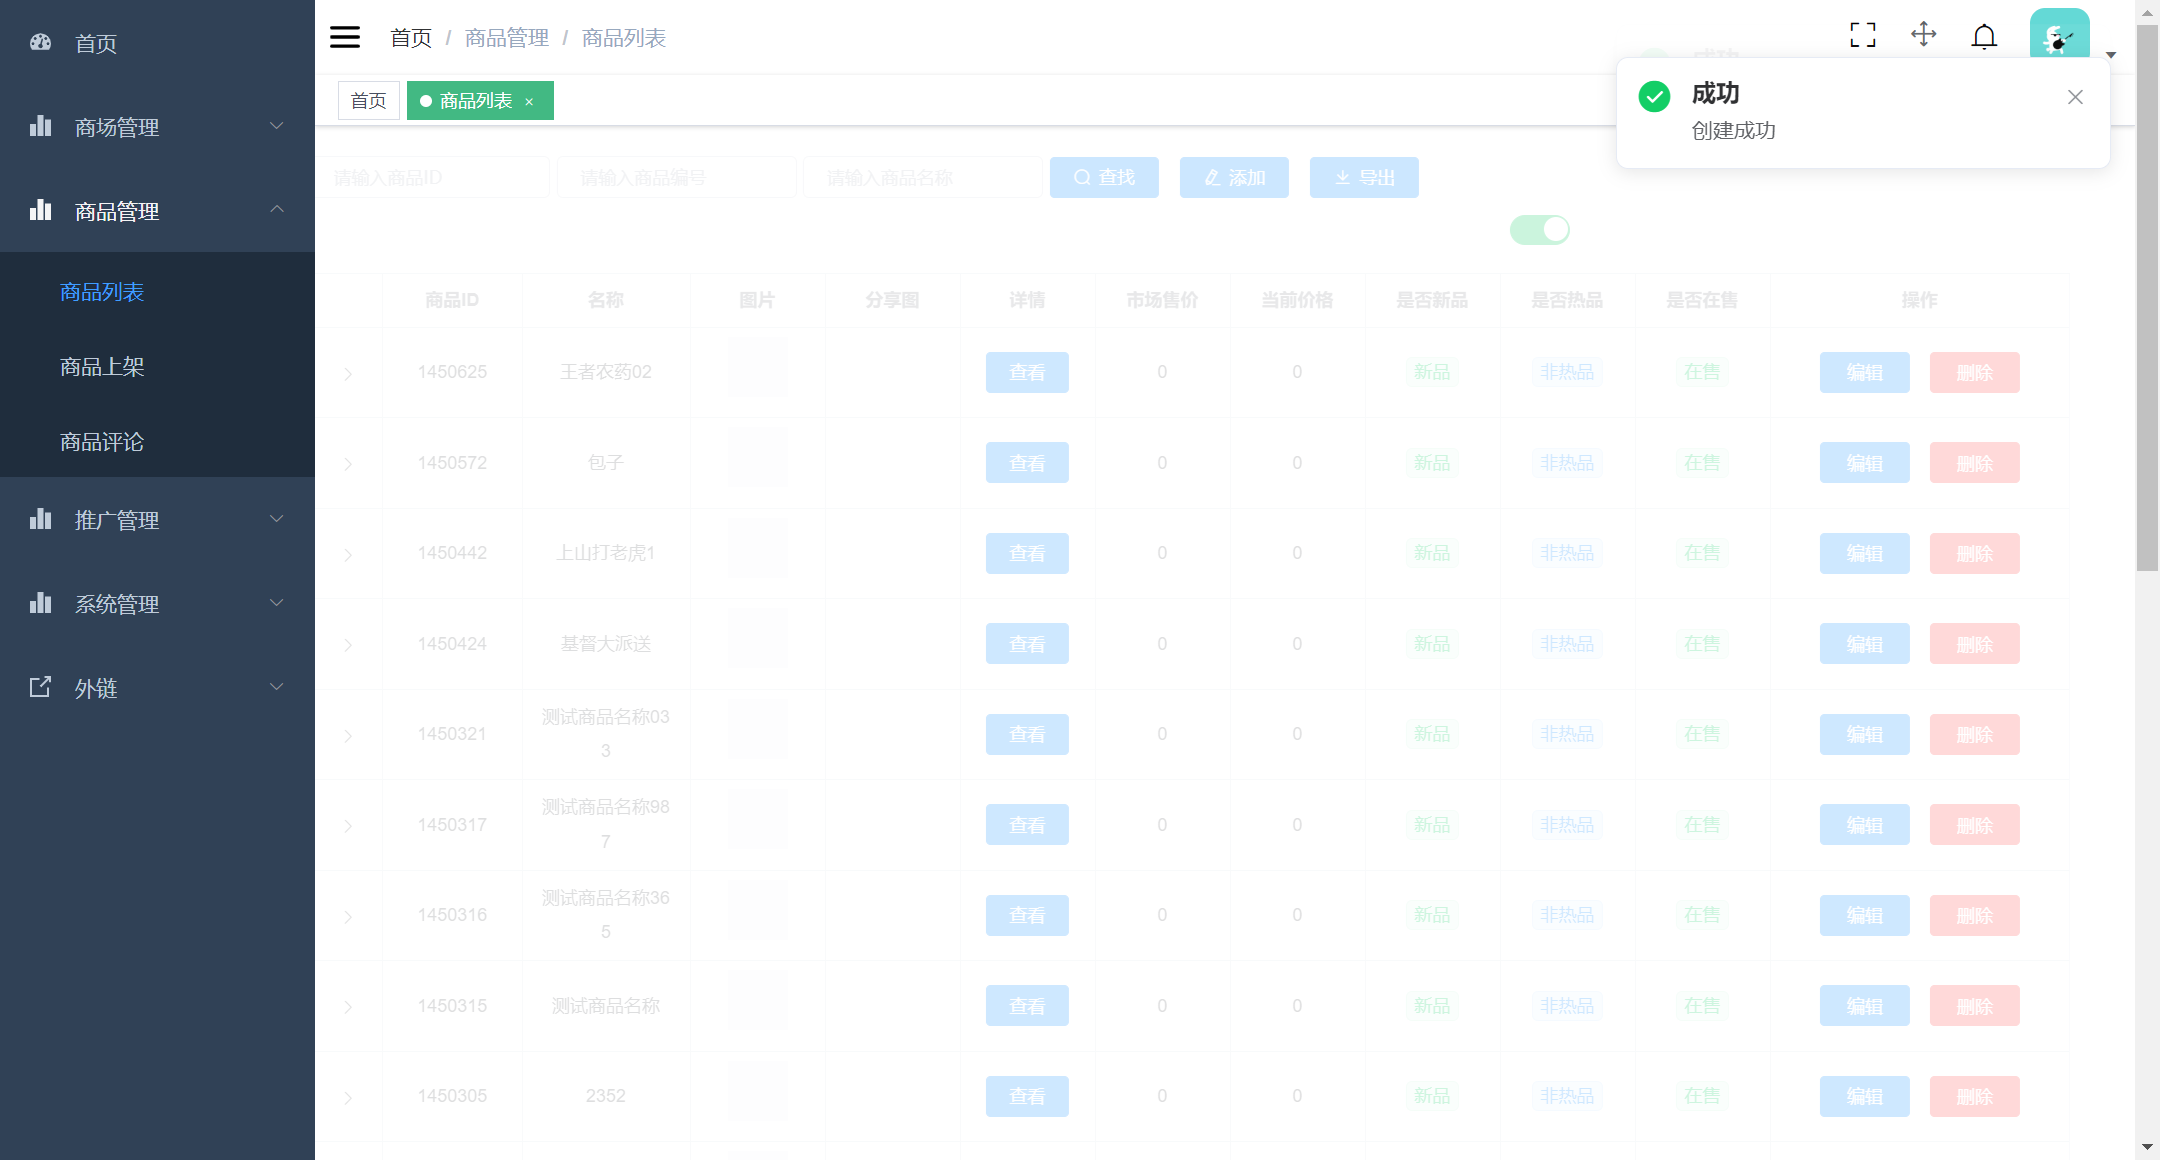 首页
商场管理
商品管理
商品列表
商品上架
商品评论
推广管理
系统管理
外链
首页 / 商品管理 / 商品列表
首页
商品列表 ×
成功
成功
创建成功
请输入商品ID
请输入商品编号
请输入商品名称
查找
添加
导出
商品ID 名称 图片 分享图 详情 市场售价 当前价格 是否新品 是否热品 是否在售 操作
1450625 王者农药02 查看 0 0 新品 非热品 在售 编辑 删除
1450572 包子 查看 0 0 新品 非热品 在售 编辑 删除
1450442 上山打老虎1 查看 0 0 新品 非热品 在售 编辑 删除
1450424 基督大派送 查看 0 0 新品 非热品 在售 编辑 删除
1450321 测试商品名称03 查看 0 0 新品 非热品 在售 编辑 删除
3
1450317 测试商品名称98 查看 0 0 新品 非热品 在售 编辑 删除
7
1450316 测试商品名称36 查看 0 0 新品 非热品 在售 编辑 删除
5
1450315 测试商品名称 查看 0 0 新品 非热品 在售 编辑 删除
1450305 2352 查看 0 0 新品 非热品 在售 编辑 删除